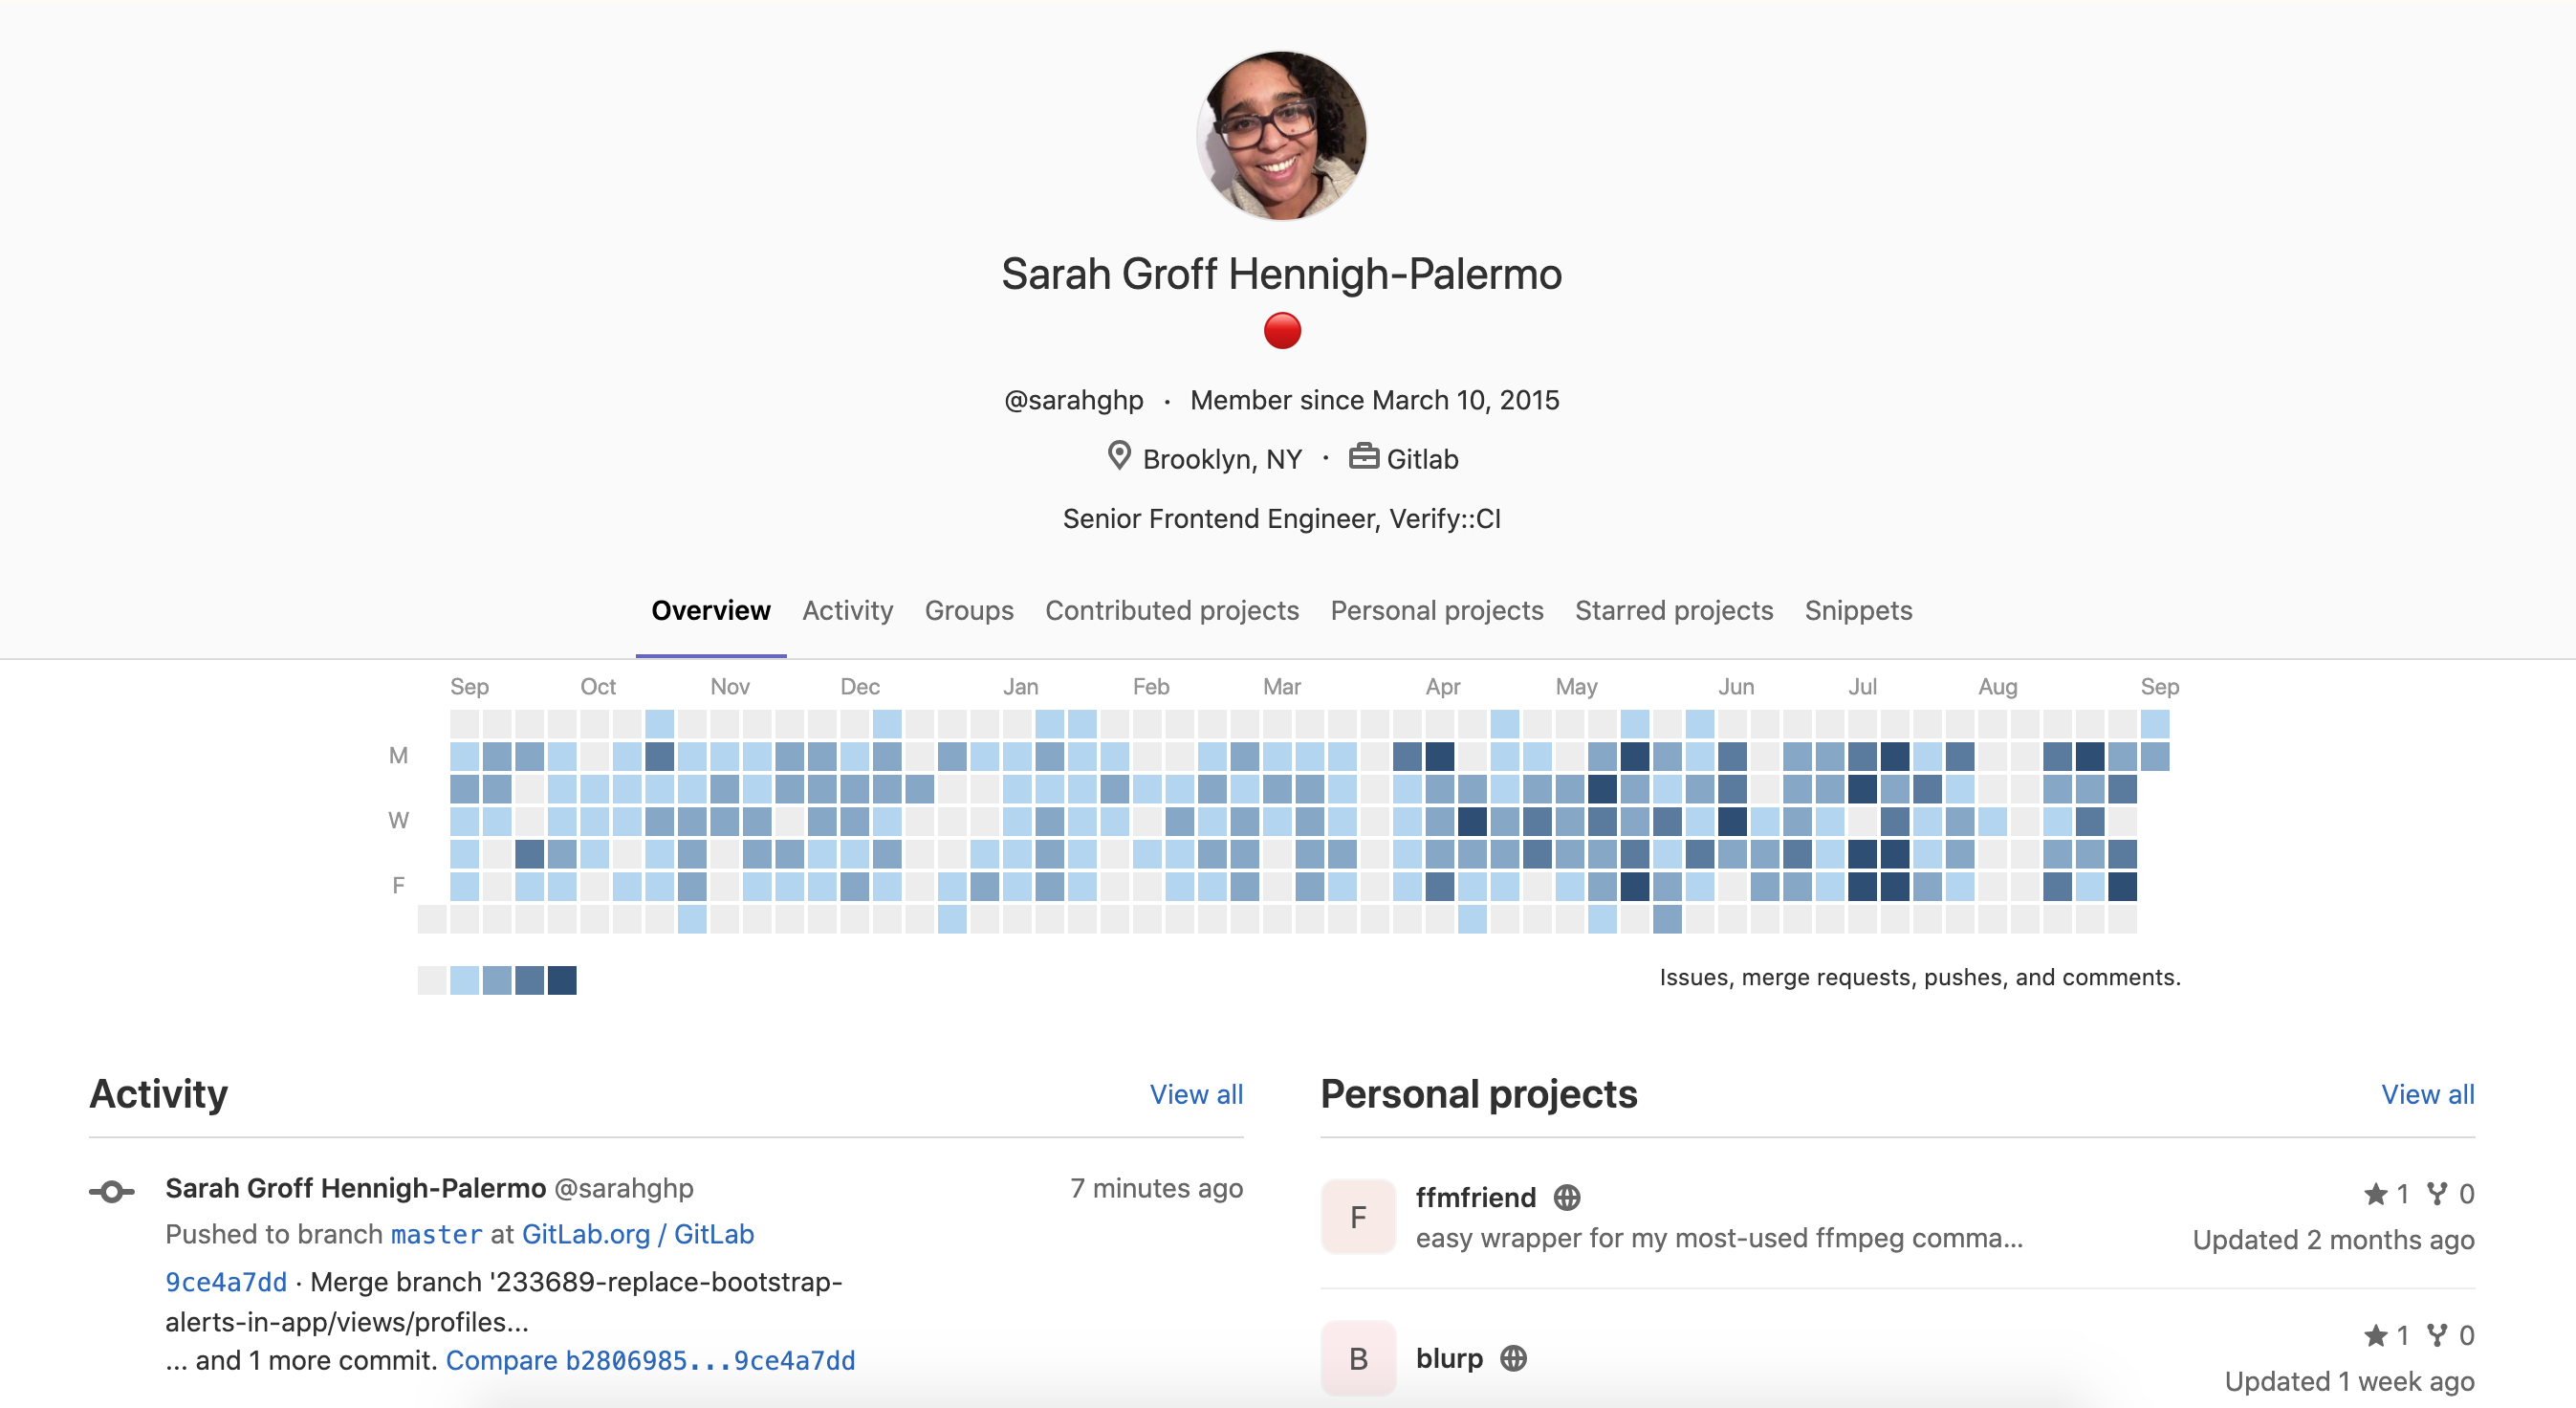 Sarah Groff Hennigh-Palermo
@sarahghp · Member since March 10, 2015
Brooklyn, NY · Gitlab
Senior Frontend Engineer, Verify::CI
Overview Activity Groups Contributed projects Personal projects Starred projects Snippets
Sep Oct Nov Dec Jan Feb Mar Apr May Jun Jul Aug Sep
M
W
F
Issues, merge requests, pushes, and comments.
Activity View all
Sarah Groff Hennigh-Palermo @sarahghp 7 minutes ago
Pushed to branch master at GitLab.org / GitLab
9ce4a7dd · Merge branch '233689-replace-bootstrap-
alerts-in-app/views/profiles...
... and 1 more commit. Compare b2806985...9ce4a7dd
Personal projects View all
F
ffmfriend 1 0
easy wrapper for my most-used ffmpeg comma... Updated 2 months ago
B
blurp 1 0
Updated 1 week ago